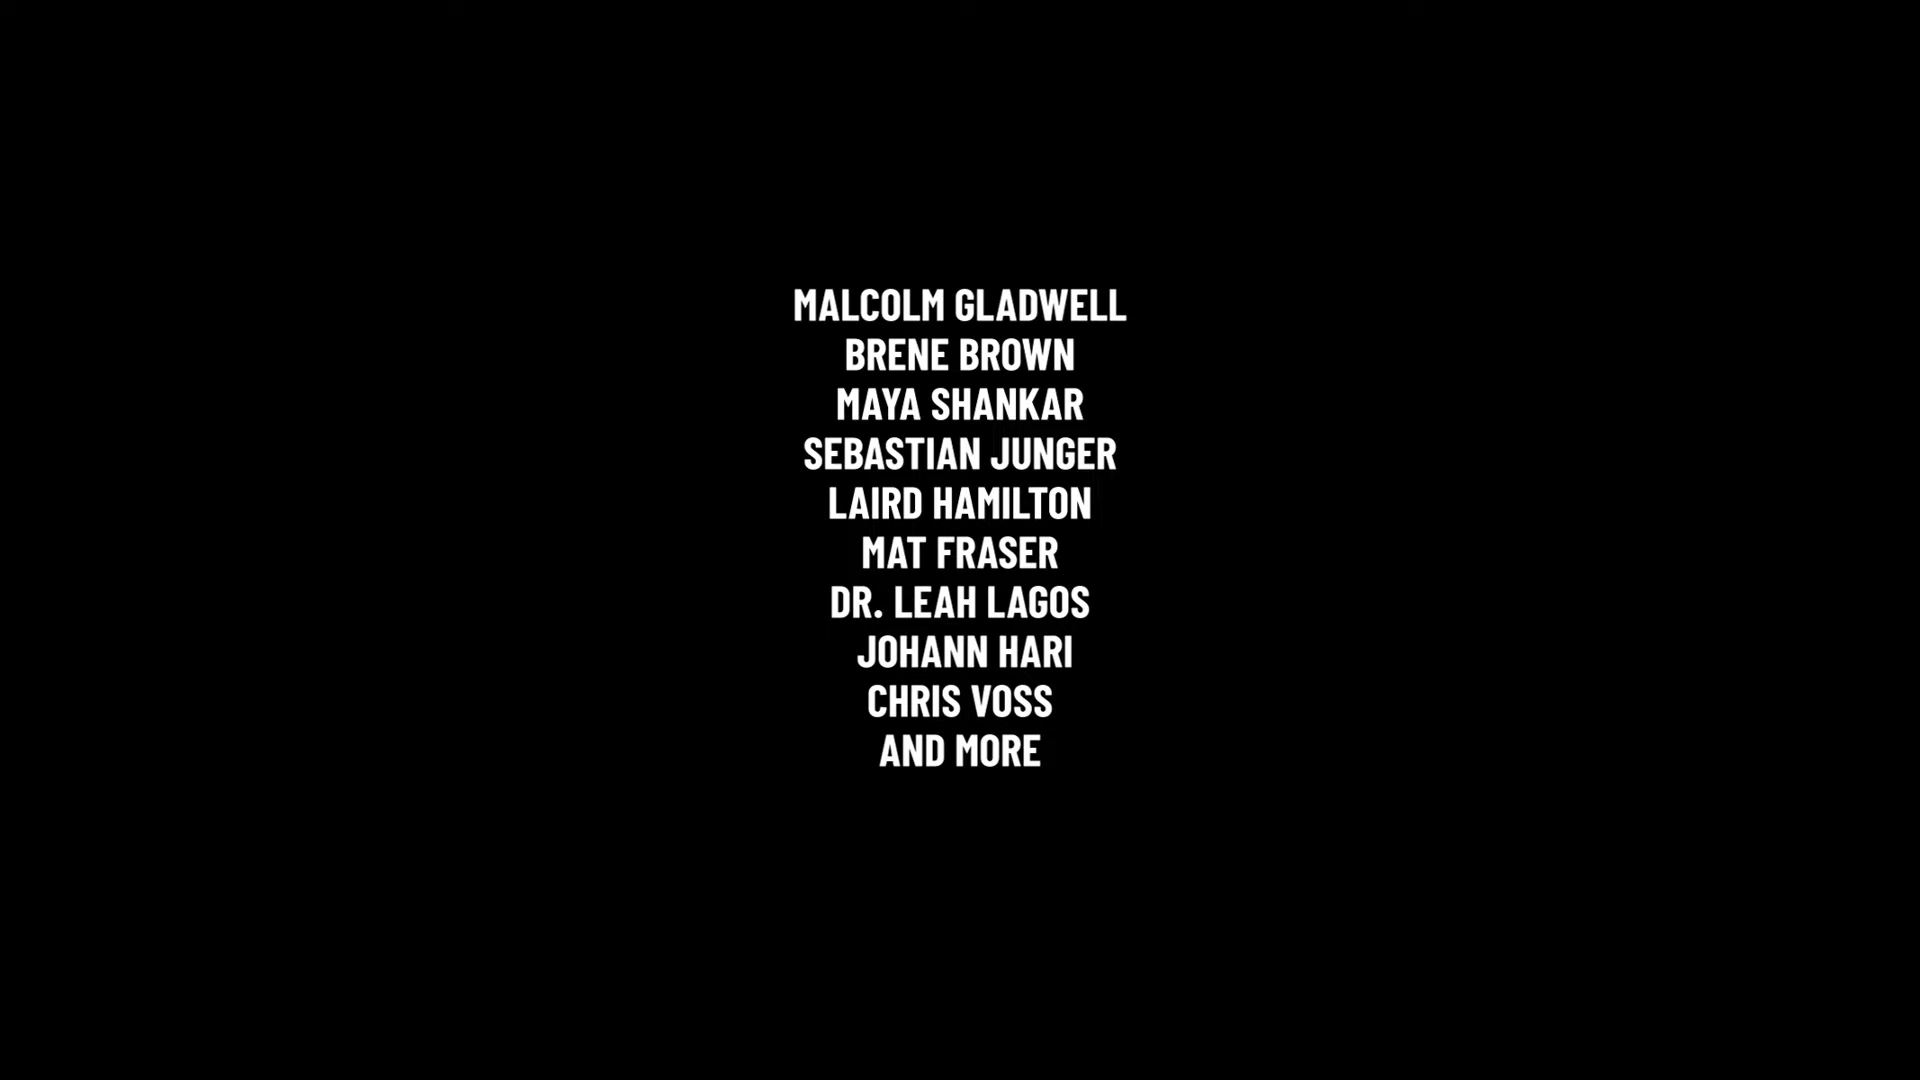 MALCOLM GLADWELL
BRENE BROWN
MAYA SHANKAR
SEBASTIAN JUNGER
LAIRD HAMILTON
MAT FRASER
DR. LEAH LAGOS
JOHANN HARI
CHRIS VOSS
AND MORE